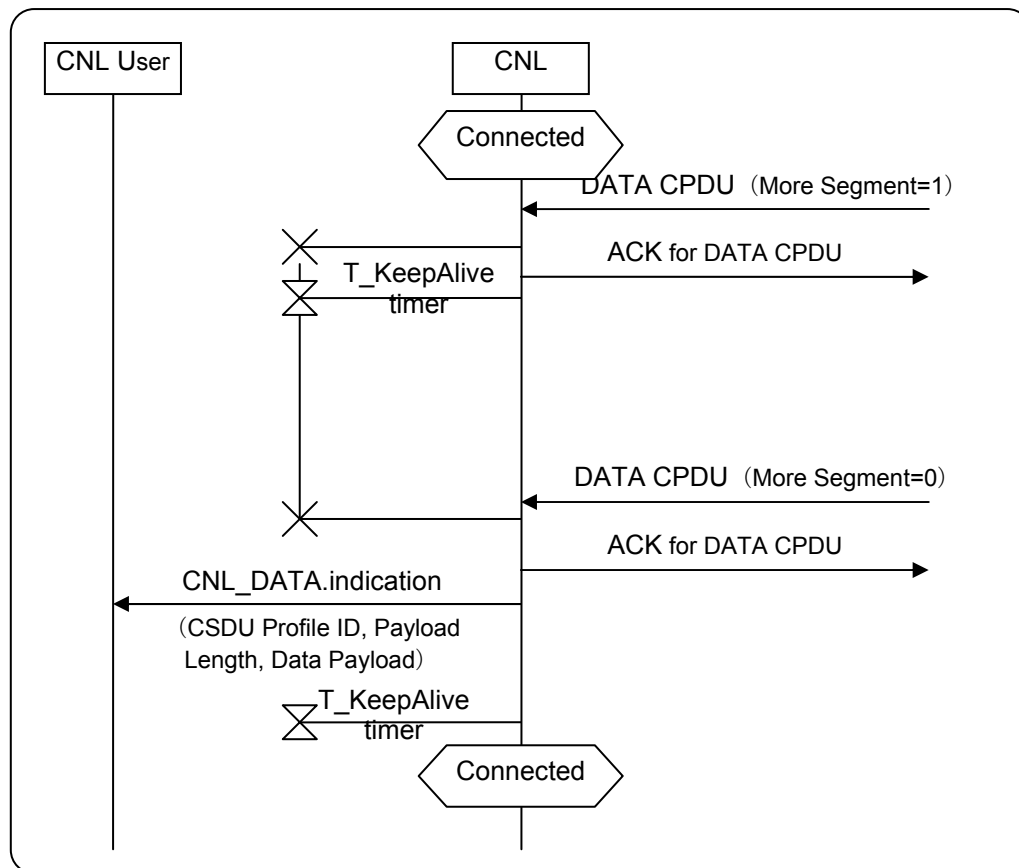 CNL User
CNL
Connected
DATA CPDU（More Segment=1）
ACK for DATA CPDU
T_KeepAlive
timer
DATA CPDU（More Segment=0）
ACK for DATA CPDU
CNL_DATA.indication
（CSDU Profile ID, Payload
Length, Data Payload）
T_KeepAlive
timer
Connected